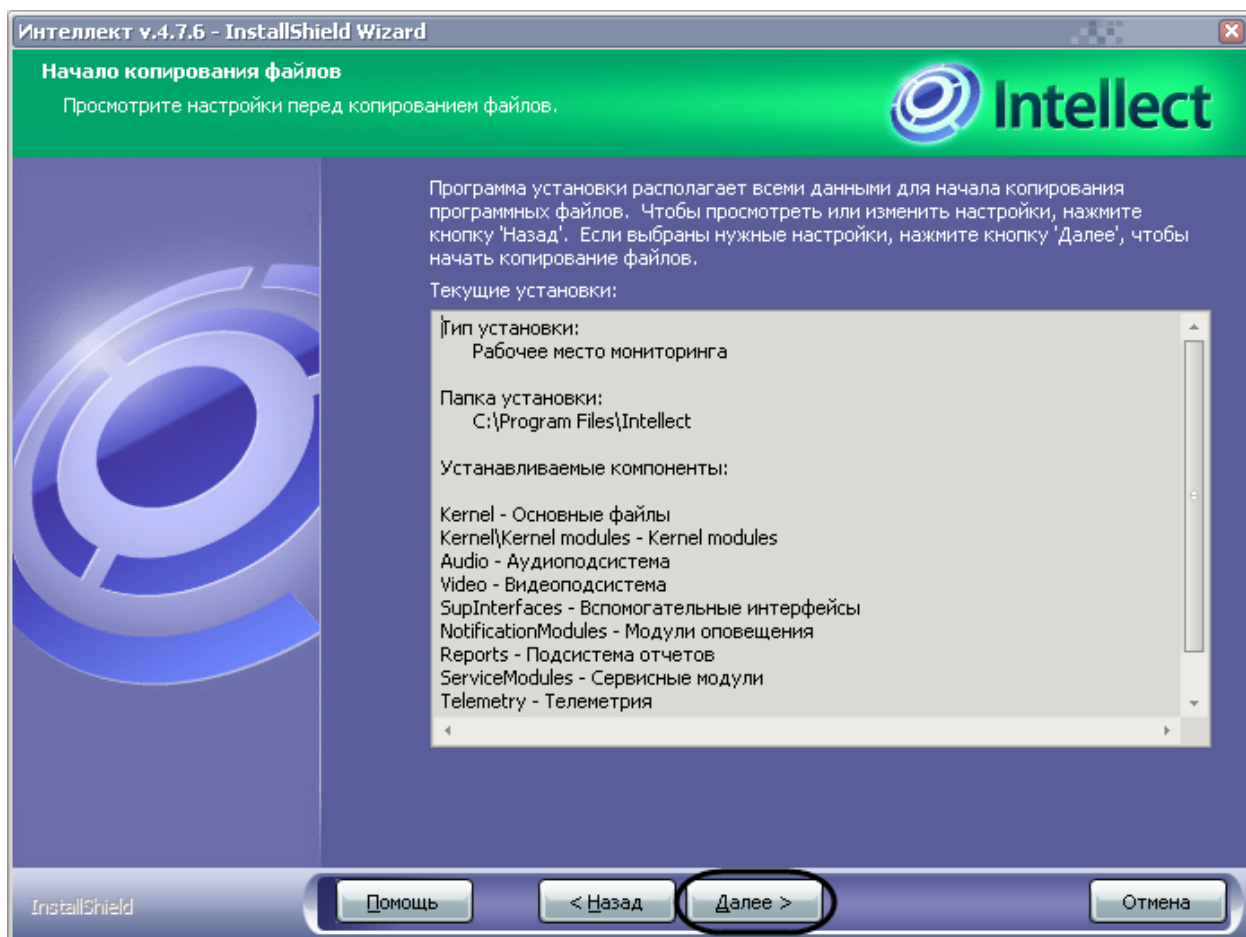 Интеллект v.4.7.6 - InstallShield Wizard
Начало копирования файлов
Просмотрите настройки перед копированием файлов.
Intellect
Программа установки располагает всеми данными для начала копирования
программных файлов. Чтобы просмотреть или изменить настройки, нажмите
кнопку 'Назад'. Если выбраны нужные настройки, нажмите кнопку 'Далее', чтобы
начать копирование файлов.
Текущие установки:
Тип установки:
Рабочее место мониторинга
Папка установки:
C:\Program Files\Intellect
Устанавливаемые компоненты:
Kernel - Основные файлы
Kernel\Kernel modules - Kernel modules
Audio - Аудиоподсистема
Video - Видеоподсистема
SupInterfaces - Вспомогательные интерфейсы
NotificationModules - Модули оповещения
Reports - Подсистема отчетов
ServiceModules - Сервисные модули
Telemetry - Телеметрия
InstallShield
Помощь
< Назад
Далее >
Отмена